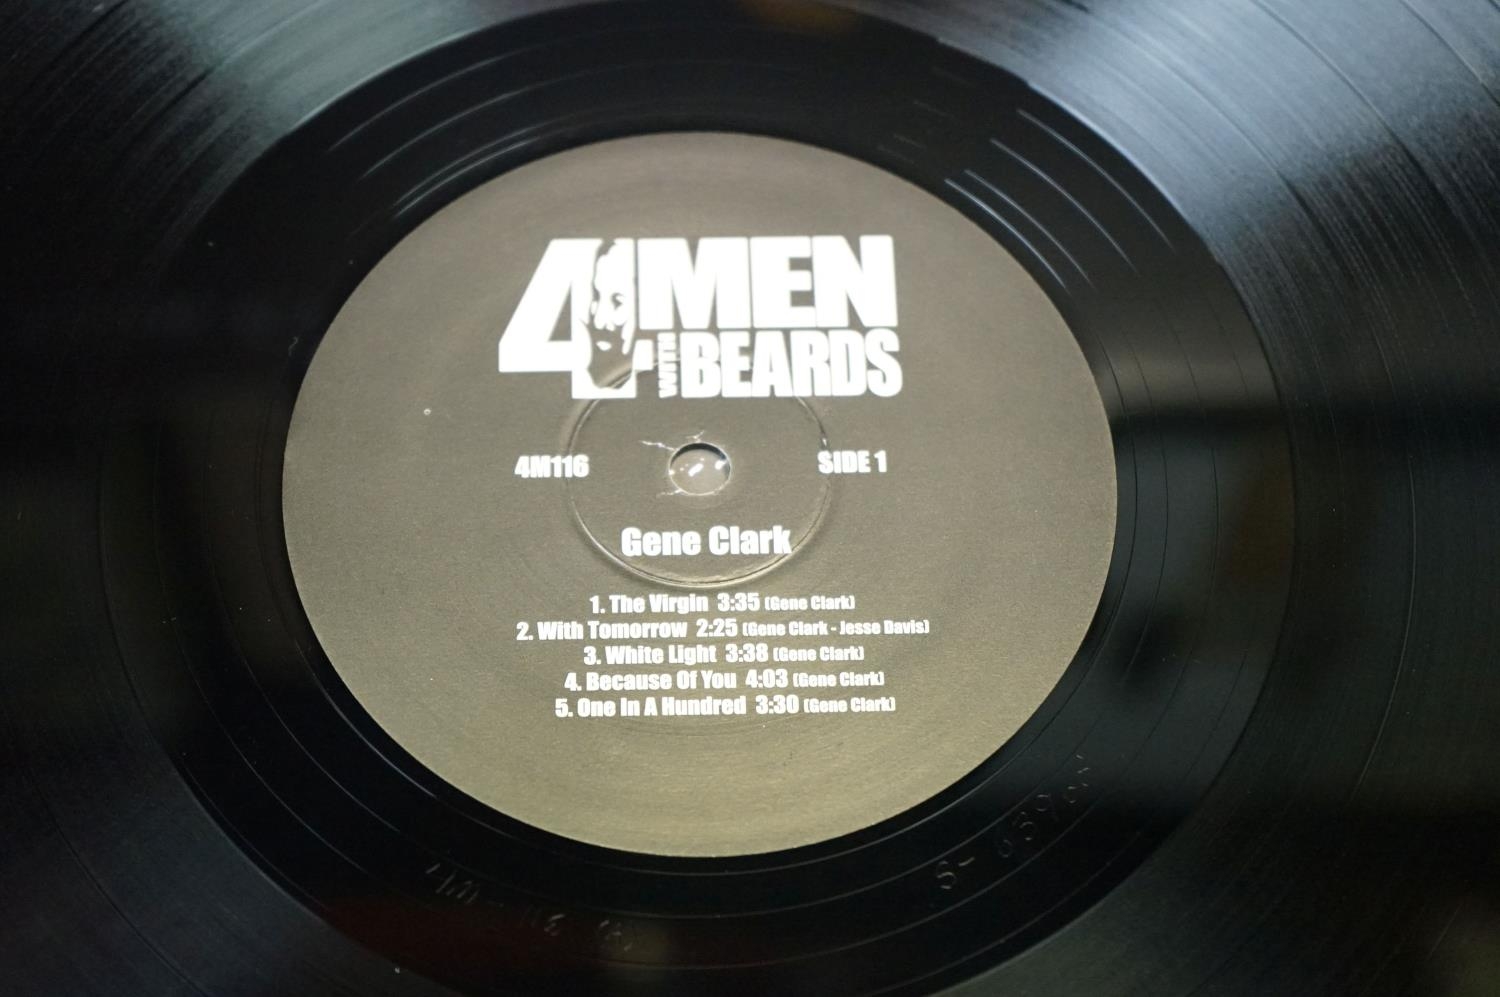 4 MEN
WITH BEARDS
4M116 SIDE 1
Gene Clark
1. The Virgin 3:35 (Gene Clark)
2. With Tomorrow 2:25 (Gene Clark - Jesse Davis)
3. White Light 3:38 (Gene Clark)
4. Because Of You 4:03 (Gene Clark)
5. One In A Hundred 3:30 (Gene Clark)